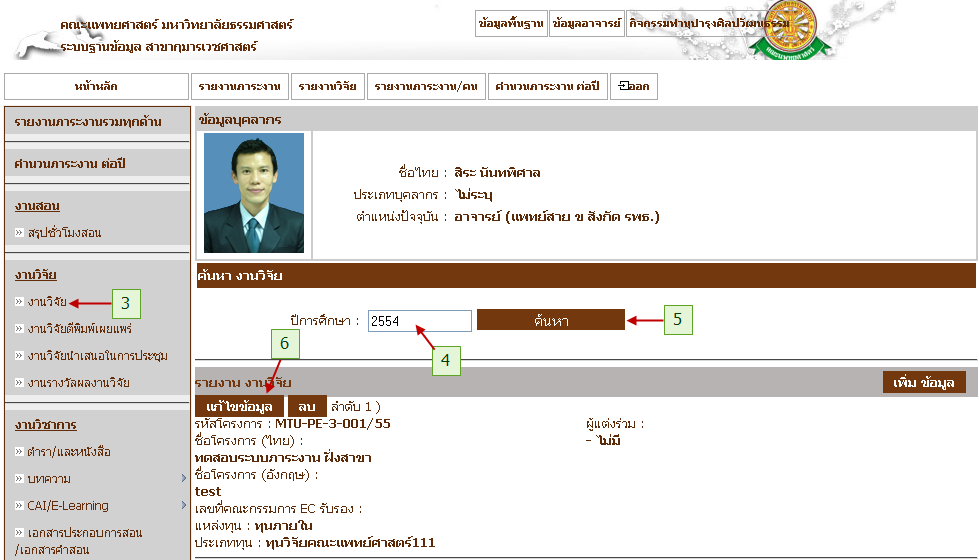 คณะแพทยศาสตร์ มหาวิทยาลัยธรรมศาสตร์
ระบบฐานข้อมูล สาขากุมารเวชศาสตร์
ข้อมูลพื้นฐาน ข้อมูลอาจารย์ กิจกรรมทำนุบำรุงศิลปวัฒนธรรม
หน้าหลัก รายงานภาระงาน รายงานวิจัย รายงานภาระงาน/คน คำนวนภาระงาน ต่อปี ออก
รายงานภาระงานรวมทุกด้าน
คำนวนภาระงาน ต่อปี
งานสอน
สรุปชั่วโมงสอน
งานวิจัย
งานวิจัย
งานวิจัยตีพิมพ์เผยแพร่
งานวิจัยนำเสนอในการประชุม
งานรางวัลผลงานวิจัย
งานวิชาการ
ตำรา/และหนังสือ
บทความ
CAI/E-Learning
เอกสารประกอบการสอน
/เอกสารคำสอน
ข้อมูลบุคลากร
ชื่อไทย : สิระ นันทพิศาล
ประเภทบุคลากร : ไม่ระบุ
ตำแหน่งปัจจุบัน : อาจารย์ (แพทย์สาย ข สังกัด รพธ.)
ค้นหา งานวิจัย
3
ปีการศึกษา : 2554 ค้นหา
5
6
4
รายงาน งานวิจัย เพิ่ม ข้อมูล
แก้ไขข้อมูล ลบ ลำดับ 1 )
รหัสโครงการ : MTU-PE-3-001/55
ชื่อโครงการ (ไทย) :
ทดสอบระบบภาระงาน ฝั่งสาขา
ชื่อโครงการ (อังกฤษ) :
test
เลขที่คณะกรรมการ EC รับรอง :
แหล่งทุน : ทุนภายใน
ประเภททุน : ทุนวิจัยคณะแพทย์ศาสตร์111
ผู้แต่งร่วม :
- ไม่มี